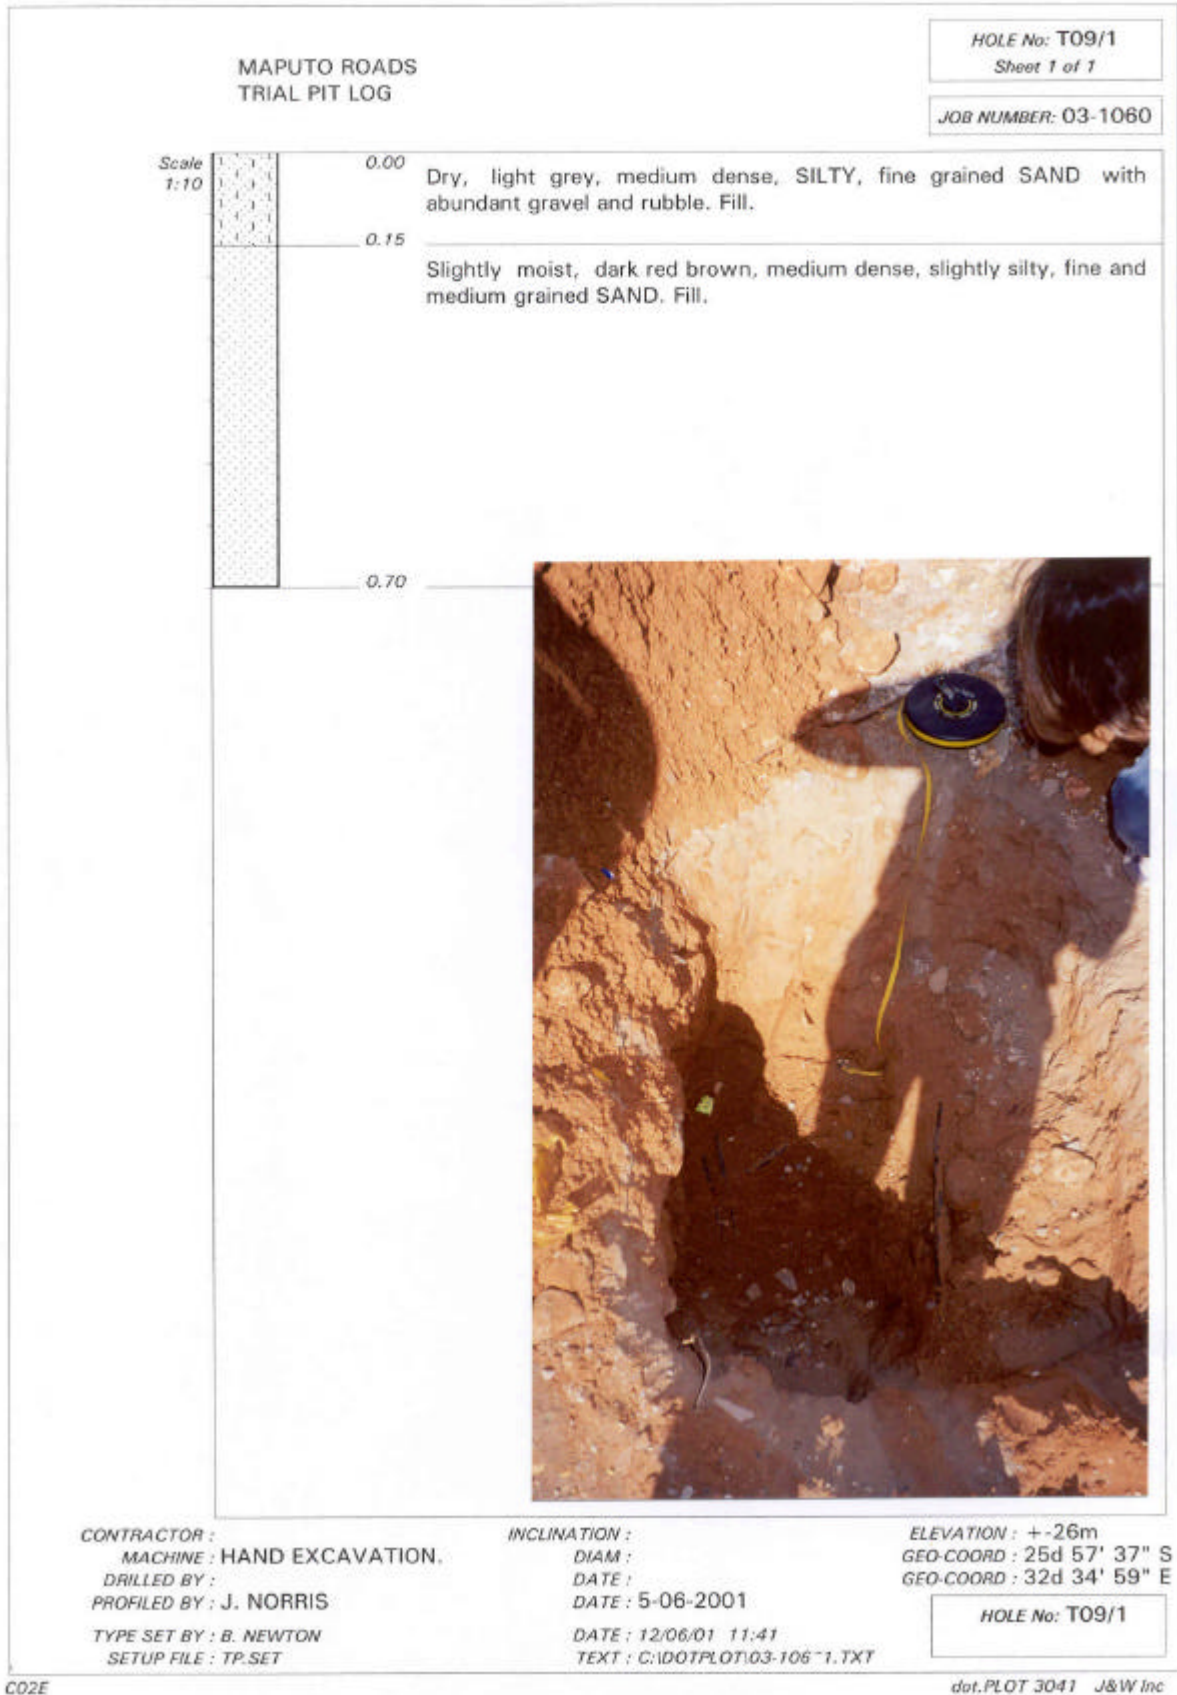 HOLE No: T09/1
Sheet 1 of 1
MAPUTO ROADS
TRIAL PIT LOG
JOB NUMBER: 03-1060
Scale
1:10
0.00
Dry, light grey, medium dense, SILTY, fine grained SAND with
abundant gravel and rubble. Fill.
0.15
Slightly moist, dark red brown, medium dense, slightly silty, fine and
medium grained SAND. Fill.
0.70
CONTRACTOR :
MACHINE : HAND EXCAVATION.
DRILLED BY :
PROFILED BY : J. NORRIS
TYPE SET BY : B. NEWTON
SETUP FILE : TP.SET
INCLINATION :
DIAM :
DATE :
DATE : 5-06-2001
DATE : 12/06/01 11:41
TEXT : C:\DOTPLOT\03-106~1.TXT
ELEVATION : +-26m
GEO-COORD : 25d 57' 37" S
GEO-COORD : 32d 34' 59" E
HOLE No: T09/1
C02E
dot.PLOT 3041 J&W Inc